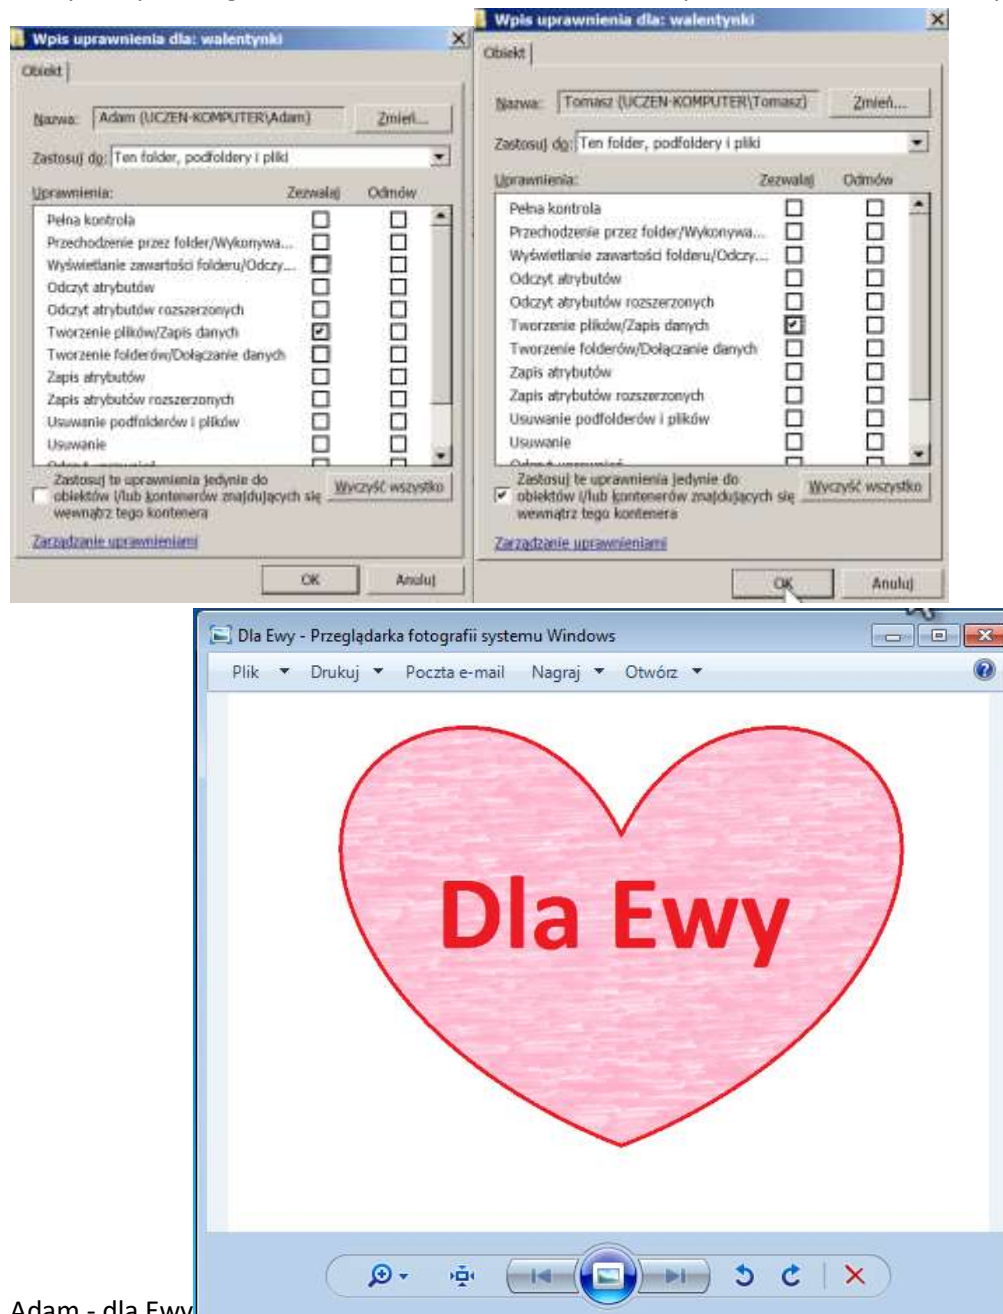 Wpis uprawnienia dla: walentynki
Obiekt
Nazwa: Adam (UCZEN-KOMPUTER\Adam) Zmień...
Zastosuj do: Ten folder, podfoldery i pliki
Uprawnienia: Zezwalaj Odmów
Pełna kontrola
Przechodzenie przez folder/Wykonywa...
Wyświetlanie zawartości folderu/Odczy...
Odczyt atrybutów
Odczyt atrybutów rozszerzonych
Tworzenie plików/Zapis danych
Tworzenie folderów/Dołączanie danych
Zapis atrybutów
Zapis atrybutów rozszerzonych
Usuwanie podfolderów i plików
Usuwanie
Odczyt uprawnień
Zastosuj te uprawnienia jedynie do
obiektów i/lub kontenerów znajdujących się
wewnątrz tego kontenera
Wyczyść wszystko
Zarządzanie uprawnieniami
OK Anuluj
Wpis uprawnienia dla: walentynki
Obiekt
Nazwa: Tomasz (UCZEN-KOMPUTER\Tomasz) Zmień...
Zastosuj do: Ten folder, podfoldery i pliki
Uprawnienia: Zezwalaj Odmów
Pełna kontrola
Przechodzenie przez folder/Wykonywa...
Wyświetlanie zawartości folderu/Odczy...
Odczyt atrybutów
Odczyt atrybutów rozszerzonych
Tworzenie plików/Zapis danych
Tworzenie folderów/Dołączanie danych
Zapis atrybutów
Zapis atrybutów rozszerzonych
Usuwanie podfolderów i plików
Usuwanie
Odczyt uprawnień
Zastosuj te uprawnienia jedynie do
obiektów i/lub kontenerów znajdujących się
wewnątrz tego kontenera
Wyczyść wszystko
Zarządzanie uprawnieniami
OK Anuluj
Dla Ewy - Przeglądarka fotografii systemu Windows
Plik Drukuj Poczta e-mail Nagraj Otwórz
Dla Ewy
Adam - dla Ewy